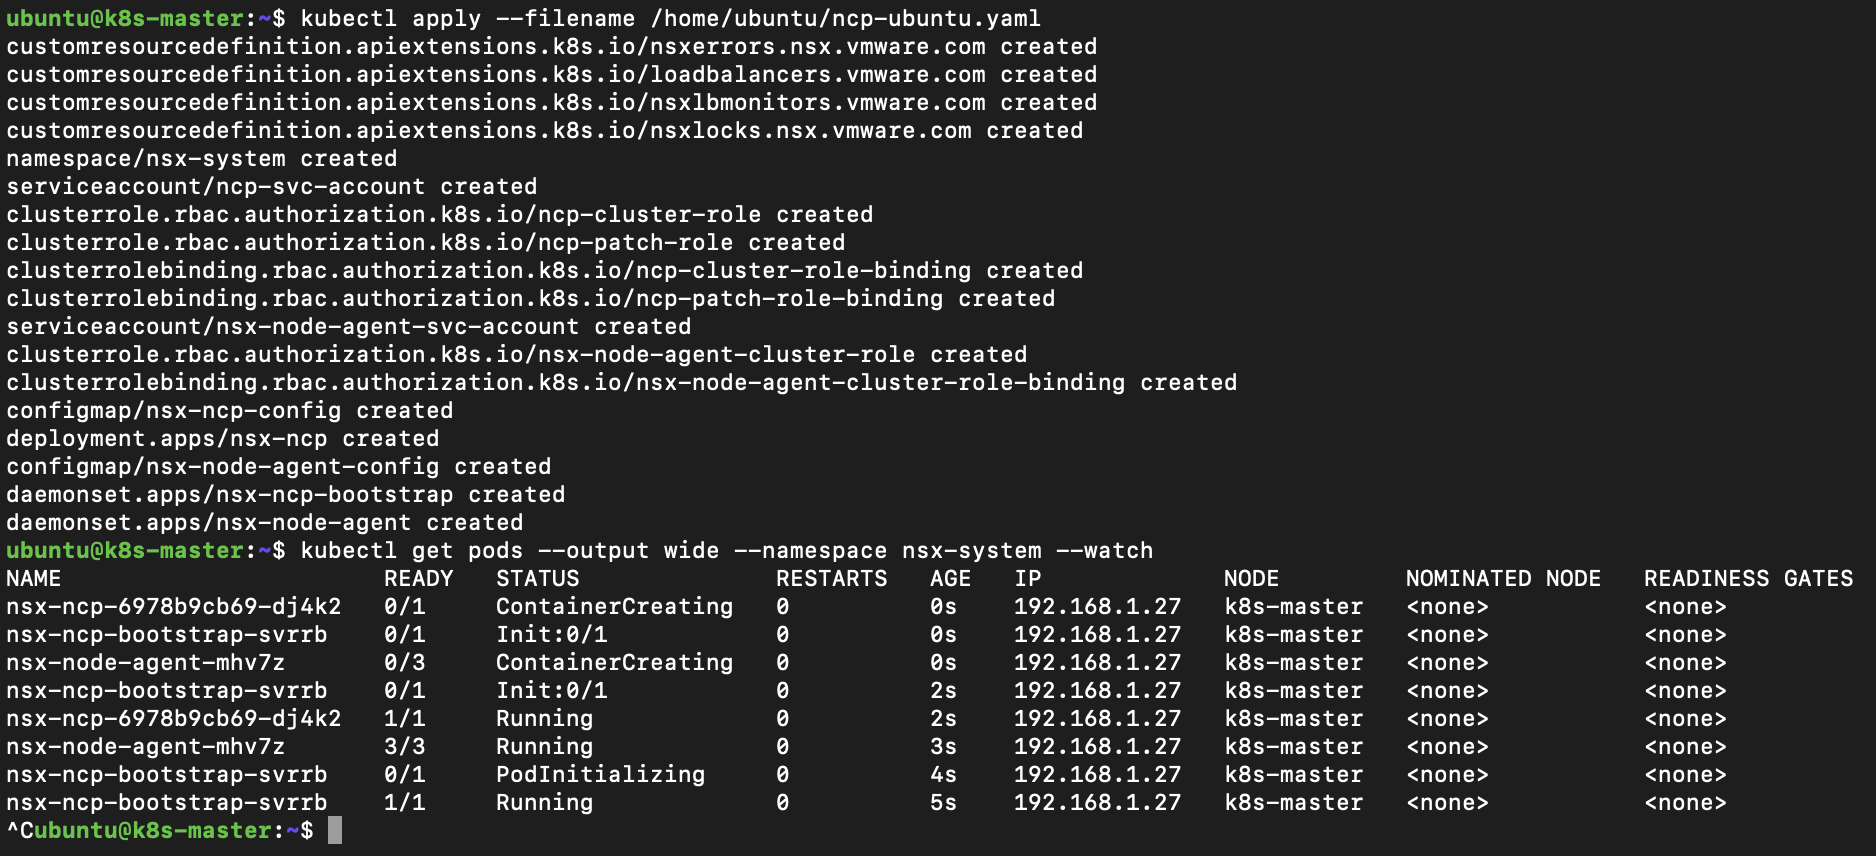 ubuntu@k8s-master:~$ kubectl apply --filename /home/ubuntu/ncp-ubuntu.yaml
customresourcedefinition.apiextensions.k8s.io/nsxerrors.nsx.vmware.com created
customresourcedefinition.apiextensions.k8s.io/loadbalancers.vmware.com created
customresourcedefinition.apiextensions.k8s.io/nsxlbmonitors.vmware.com created
customresourcedefinition.apiextensions.k8s.io/nsxlocks.nsx.vmware.com created
namespace/nsx-system created
serviceaccount/ncp-svc-account created
clusterrole.rbac.authorization.k8s.io/ncp-cluster-role created
clusterrole.rbac.authorization.k8s.io/ncp-patch-role created
clusterrolebinding.rbac.authorization.k8s.io/ncp-cluster-role-binding created
clusterrolebinding.rbac.authorization.k8s.io/ncp-patch-role-binding created
serviceaccount/nsx-node-agent-svc-account created
clusterrole.rbac.authorization.k8s.io/nsx-node-agent-cluster-role created
clusterrolebinding.rbac.authorization.k8s.io/nsx-node-agent-cluster-role-binding created
configmap/nsx-ncp-config created
deployment.apps/nsx-ncp created
configmap/nsx-node-agent-config created
daemonset.apps/nsx-ncp-bootstrap created
daemonset.apps/nsx-node-agent created
ubuntu@k8s-master:~$ kubectl get pods --output wide --namespace nsx-system --watch
NAME READY STATUS RESTARTS AGE IP NODE NOMINATED NODE READINESS GATES
nsx-ncp-6978b9cb69-dj4k2 0/1 ContainerCreating 0 0s 192.168.1.27 k8s-master <none> <none>
nsx-ncp-bootstrap-svrrb 0/1 Init:0/1 0 0s 192.168.1.27 k8s-master <none> <none>
nsx-node-agent-mhv7z 0/3 ContainerCreating 0 0s 192.168.1.27 k8s-master <none> <none>
nsx-ncp-bootstrap-svrrb 0/1 Init:0/1 0 2s 192.168.1.27 k8s-master <none> <none>
nsx-ncp-6978b9cb69-dj4k2 1/1 Running 0 2s 192.168.1.27 k8s-master <none> <none>
nsx-node-agent-mhv7z 3/3 Running 0 3s 192.168.1.27 k8s-master <none> <none>
nsx-ncp-bootstrap-svrrb 0/1 PodInitializing 0 4s 192.168.1.27 k8s-master <none> <none>
nsx-ncp-bootstrap-svrrb 1/1 Running 0 5s 192.168.1.27 k8s-master <none> <none>
^Cubuntu@k8s-master:~$